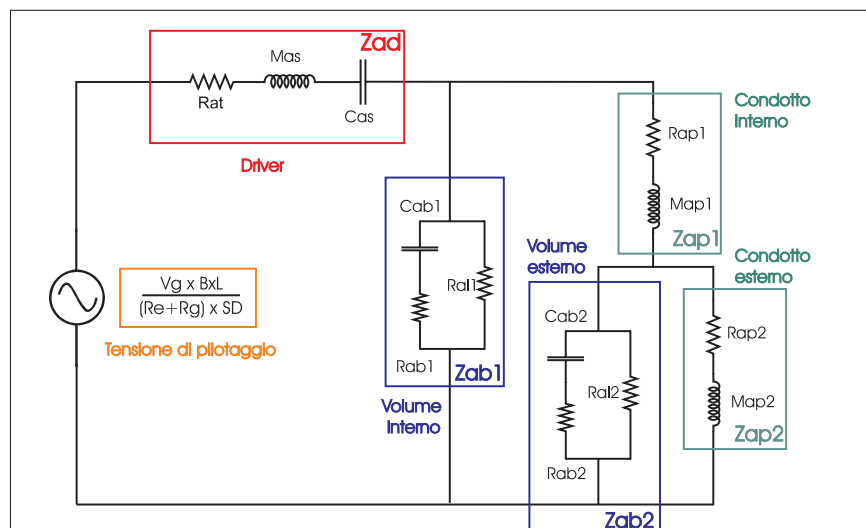 Zad
Mas
Rat
Cas
Driver
Condotto
interno
Rap1
Map1
Zap1
Cab1
Ral1
Rab1
Zab1
Volume
interno
Volume
esterno
Condotto
esterno
Vg x BxL
(Re+Rg) x SD
Tensione di pilotaggio
Cab2
Ral2
Rab2
Zab2
Rap2
Map2
Zap2